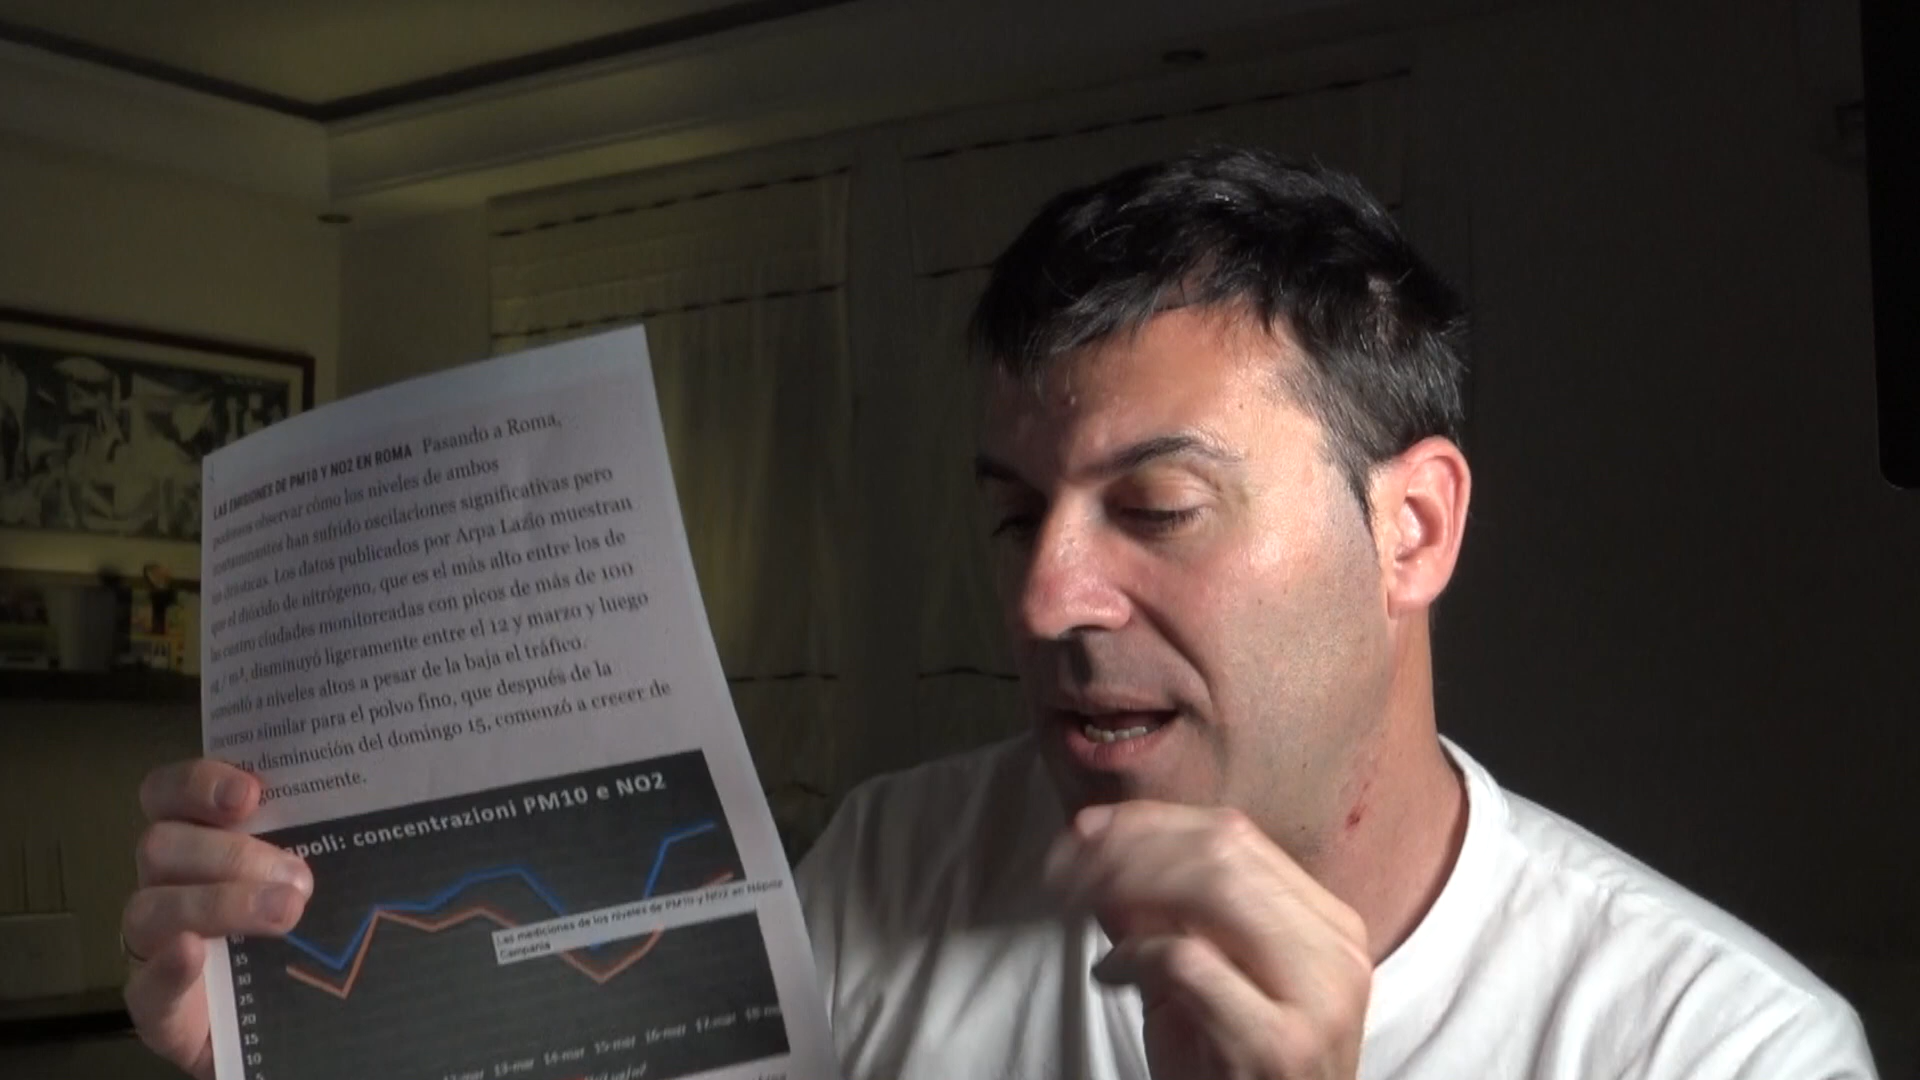 LAS EMISIONES DE PM10 Y NO2 EN ROMA Pasando a Roma,
podemos observar cómo los niveles de ambos
contaminantes han sufrido oscilaciones significativas pero
no drásticas. Los datos publicados por Arpa Lazio muestran
que el dióxido de nitrógeno, que es el más alto entre los de
las cuatro ciudades monitoreadas con picos de más de 100
/ m³, disminuyó ligeramente entre el 12 y marzo y luego
a niveles altos a pesar de la baja el tráfico.
similar para el polvo fino, que después de la
disminución del domingo 15, comenzó a crecer de
gorosamente.
apoli: concentrazioni PM10 e NO2
Las mediciones de los niveles de PM10 y NO2 en Nápoles
Campania
35
30
25
20
15
10
5
13-mar 14-mar 15-mar 16-mar 17-mar 18-m